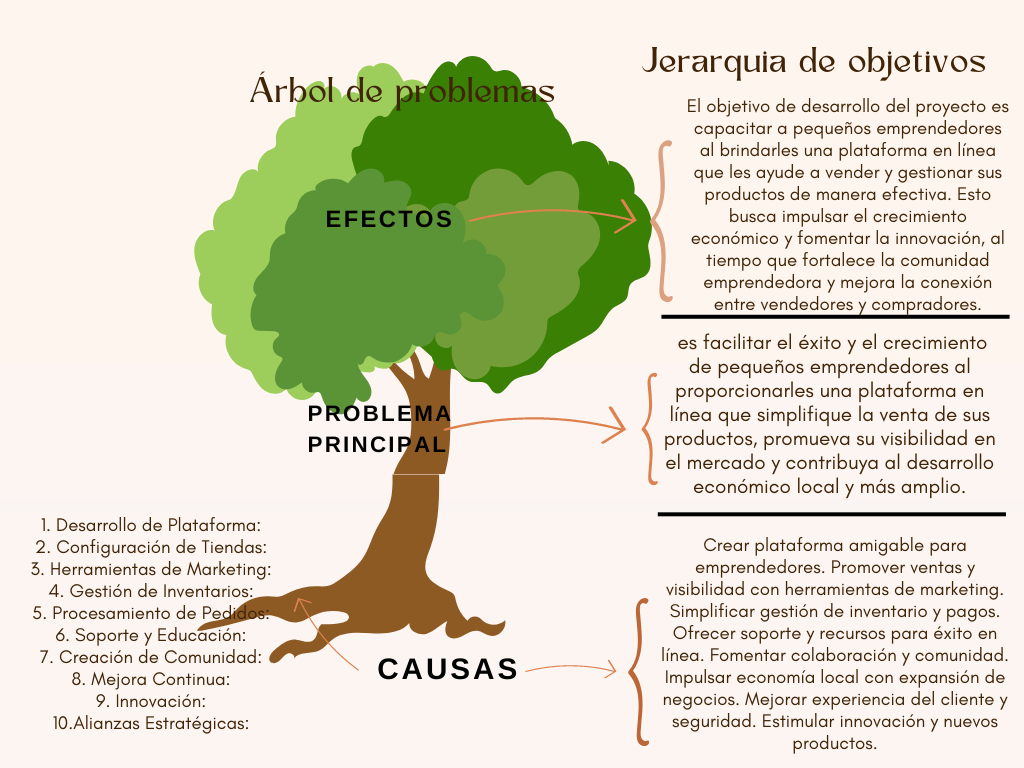 Árbol de problemas
Jerarquia de objetivos
El objetivo de desarrollo del proyecto es
capacitar a pequeños emprendedores
al brindarles una plataforma en línea
que les ayude a vender y gestionar sus
productos de manera efectiva. Esto
busca impulsar el crecimiento
económico y fomentar la innovación, al
tiempo que fortalece la comunidad
emprendedora y mejora la conexión
entre vendedores y compradores.
EFECTOS
es facilitar el éxito y el crecimiento
de pequeños emprendedores al
proporcionarles una plataforma en
línea que simplifique la venta de sus
productos, promueva su visibilidad en
el mercado y contribuya al desarrollo
económico local y más amplio.
PROBLEMA
PRINCIPAL
1. Desarrollo de Plataforma:
2. Configuración de Tiendas:
3. Herramientas de Marketing:
4. Gestión de Inventarios:
5. Procesamiento de Pedidos:
6. Soporte y Educación:
7. Creación de Comunidad:
8. Mejora Continua:
9. Innovación:
10.Alianzas Estratégicas:
CAUSAS
Crear plataforma amigable para
emprendedores. Promover ventas y
visibilidad con herramientas de marketing.
Simplificar gestión de inventario y pagos.
Ofrecer soporte y recursos para éxito en
línea. Fomentar colaboración y comunidad.
Impulsar economía local con expansión de
negocios. Mejorar experiencia del cliente y
seguridad. Estimular innovación y nuevos
productos.